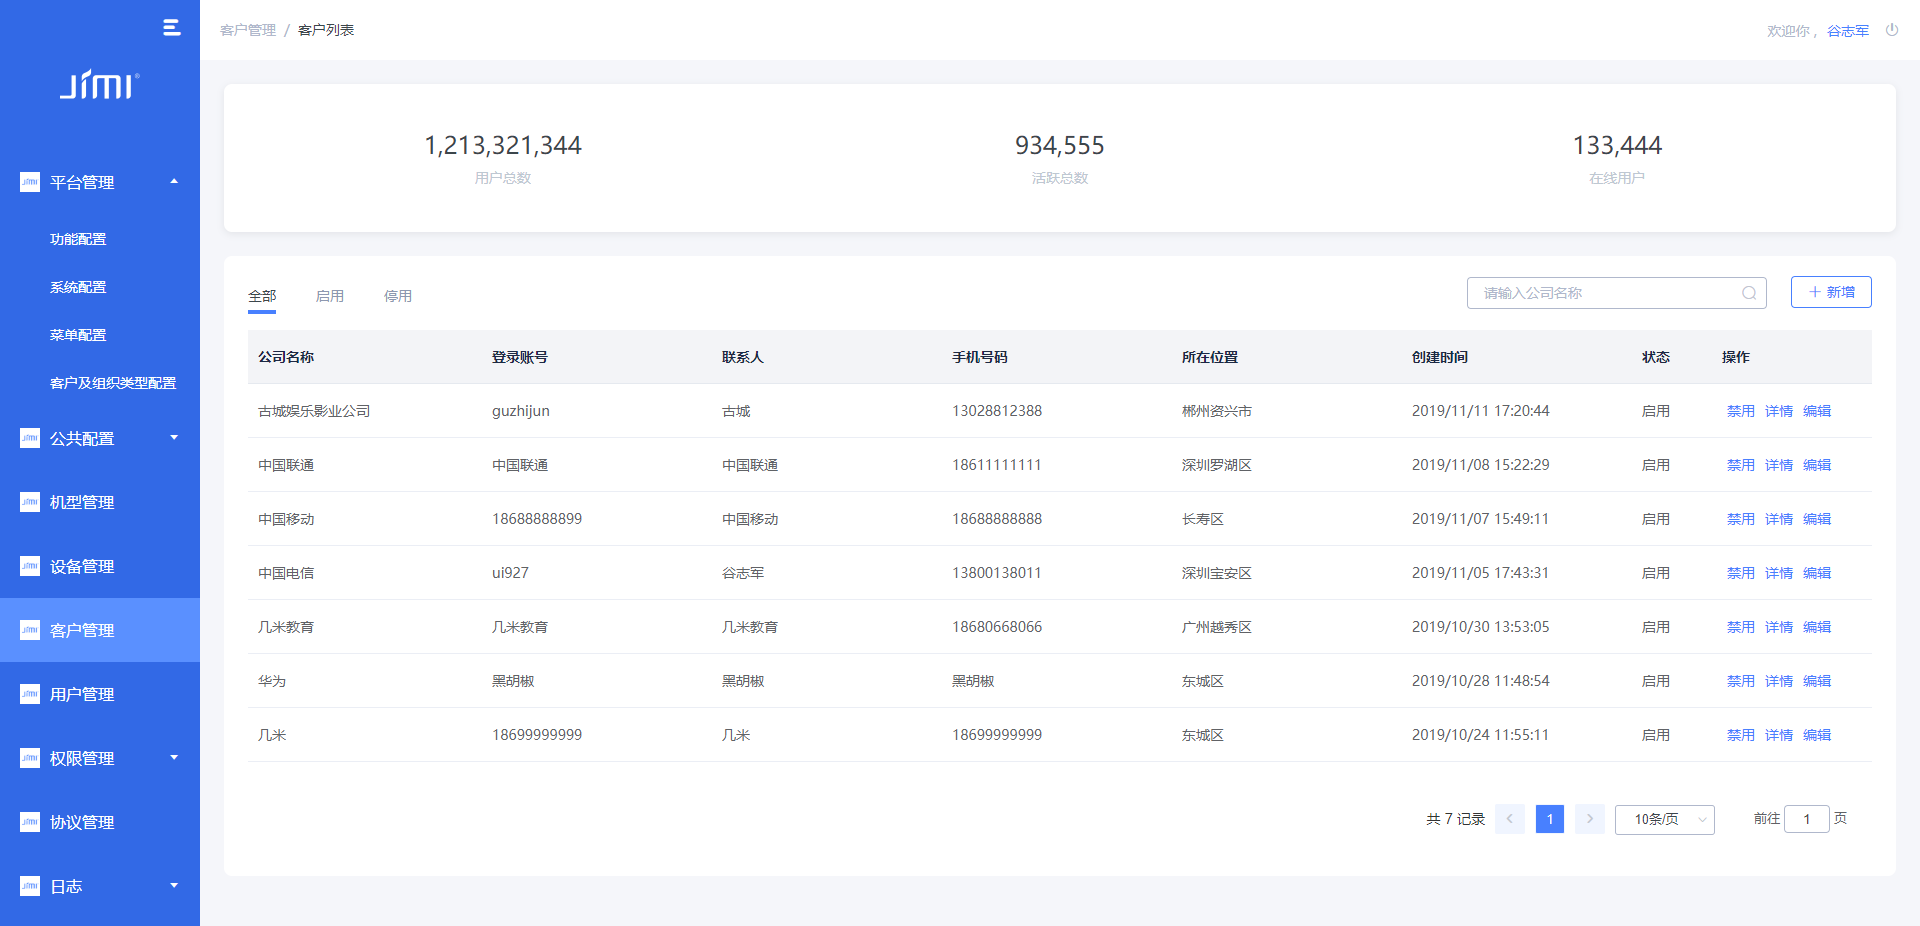 客户管理 / 客户列表
欢迎你， 谷志军
JIMI®
平台管理
功能配置
系统配置
菜单配置
客户及组织类型配置
公共配置
机型管理
设备管理
客户管理
用户管理
权限管理
协议管理
日志
1,213,321,344
用户总数
934,555
活跃总数
133,444
在线用户
全部 启用 停用
请输入公司名称
新增
公司名称 登录账号 联系人 手机号码 所在位置 创建时间 状态 操作
古城娱乐影业公司 guzhijun 古城 13028812388 郴州资兴市 2019/11/11 17:20:44 启用 禁用 详情 编辑
中国联通 中国联通 中国联通 18611111111 深圳罗湖区 2019/11/08 15:22:29 启用 禁用 详情 编辑
中国移动 18688888899 中国移动 18688888888 长寿区 2019/11/07 15:49:11 启用 禁用 详情 编辑
中国电信 ui927 谷志军 13800138011 深圳宝安区 2019/11/05 17:43:31 启用 禁用 详情 编辑
几米教育 几米教育 几米教育 18680668066 广州越秀区 2019/10/30 13:53:05 启用 禁用 详情 编辑
华为 黑胡椒 黑胡椒 黑胡椒 东城区 2019/10/28 11:48:54 启用 禁用 详情 编辑
几米 18699999999 几米 18699999999 东城区 2019/10/24 11:55:11 启用 禁用 详情 编辑
共 7 记录 1 10条/页 前往 1 页